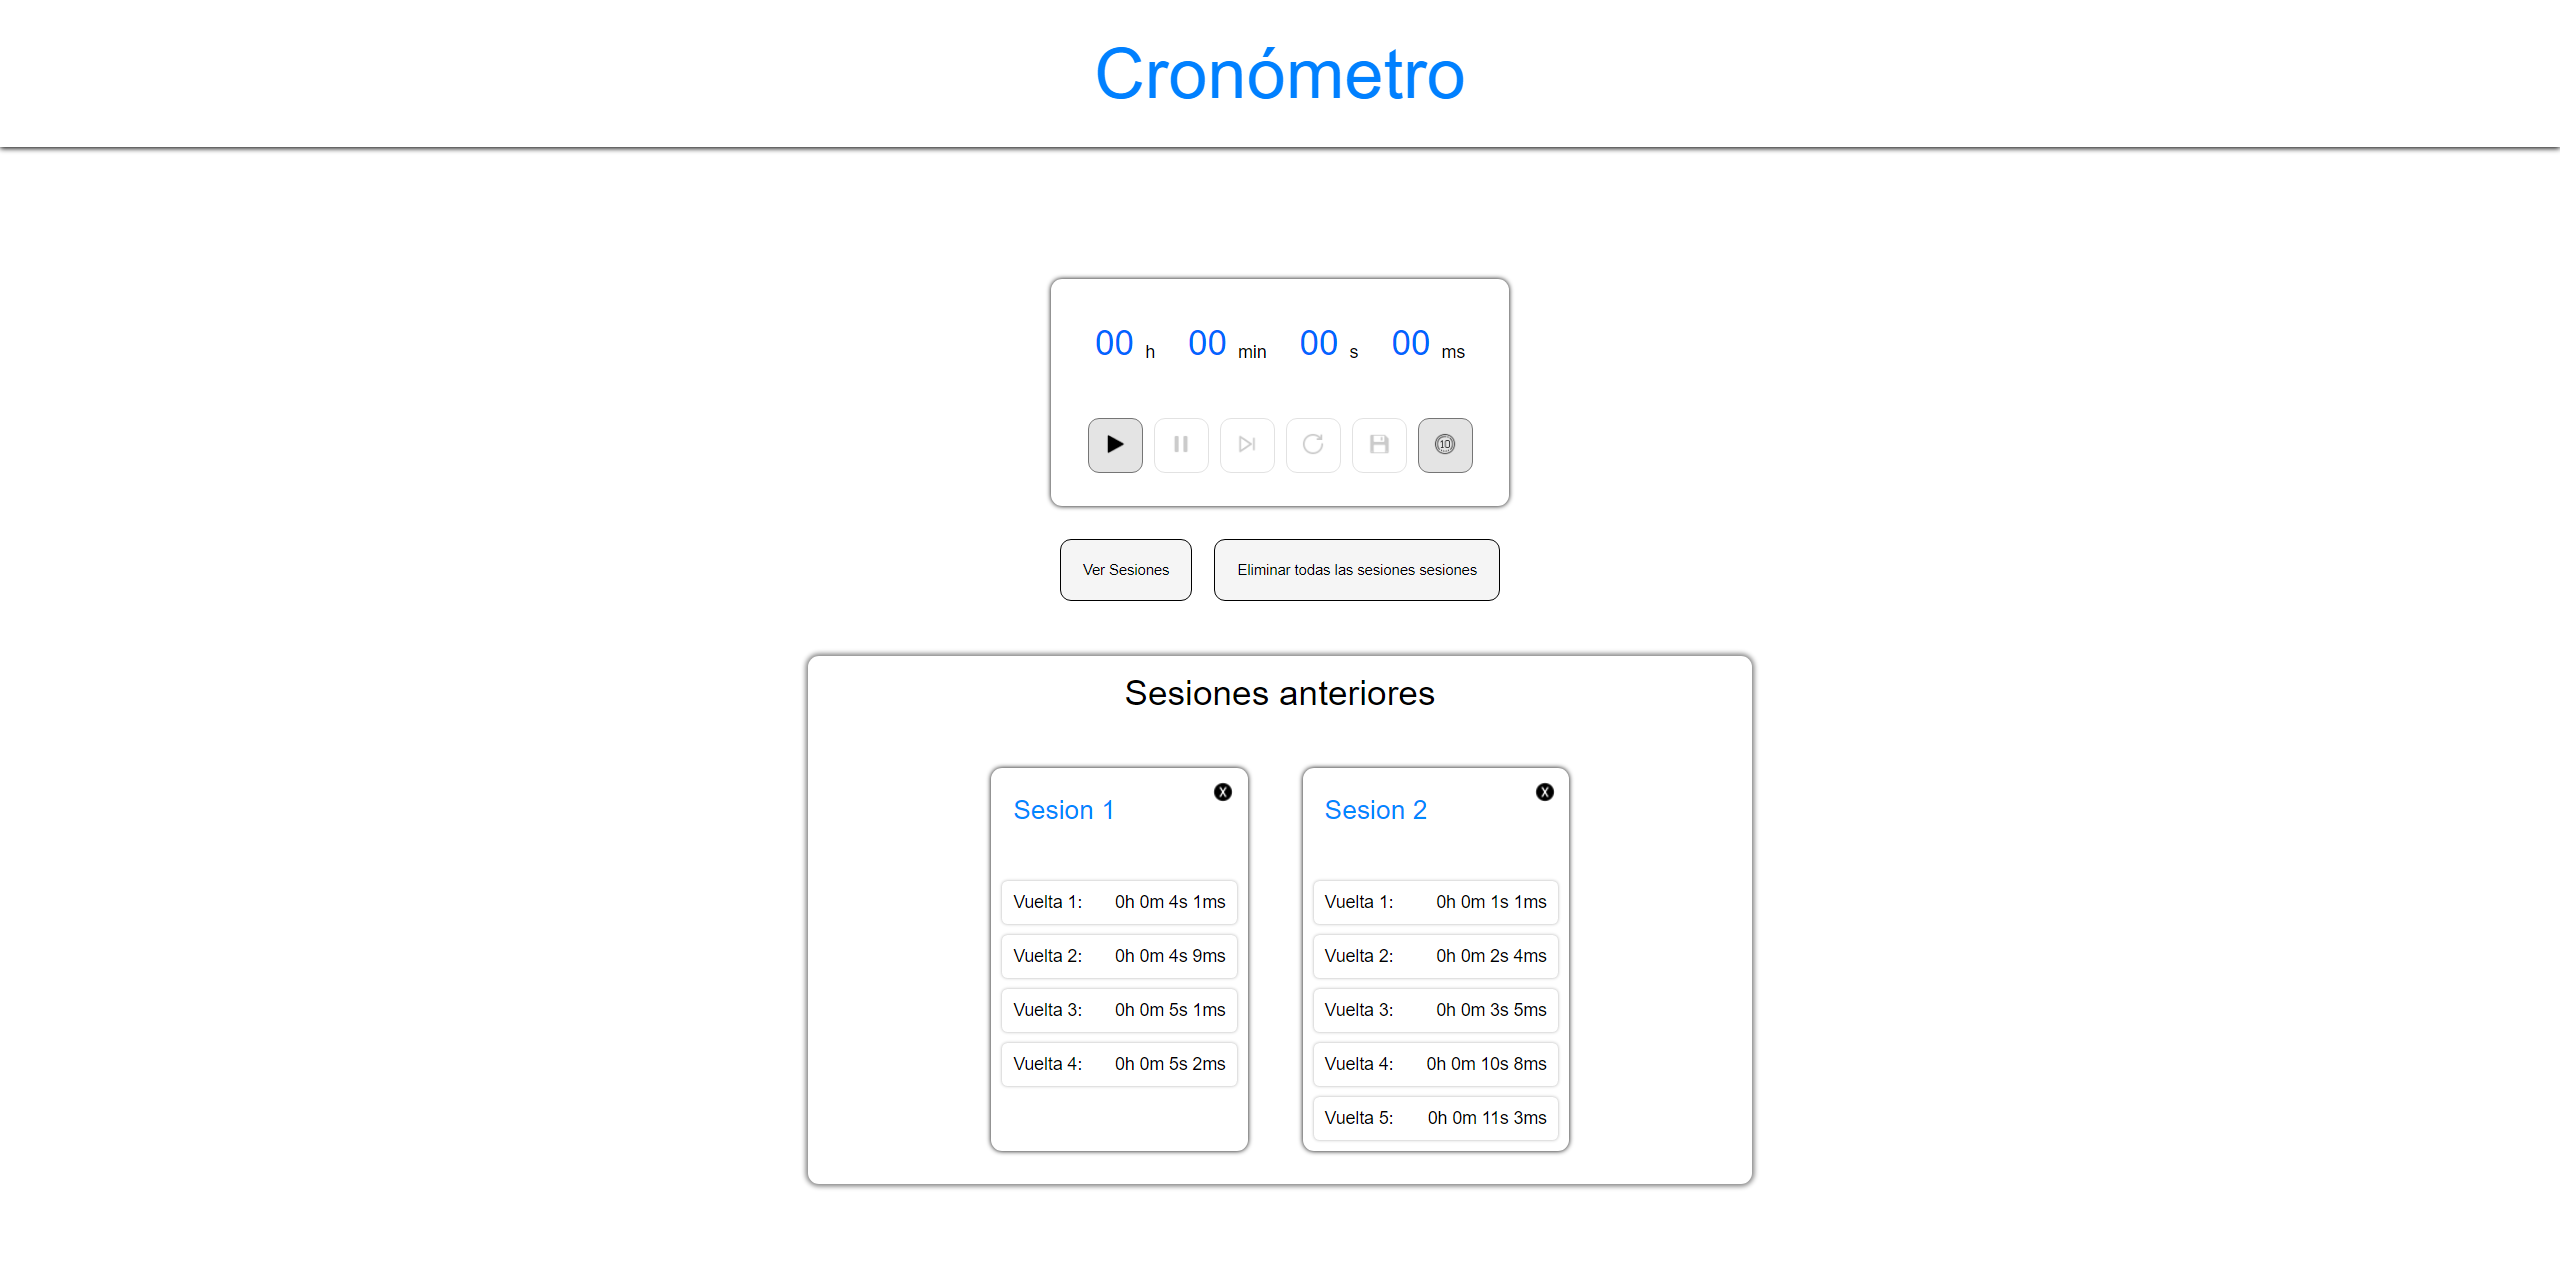 Cronómetro
00 h 00 min 00 s 00 ms
10
Ver Sesiones Eliminar todas las sesiones sesiones
Sesiones anteriores
Sesion 1 X
Vuelta 1: 0h 0m 4s 1ms
Vuelta 2: 0h 0m 4s 9ms
Vuelta 3: 0h 0m 5s 1ms
Vuelta 4: 0h 0m 5s 2ms
Sesion 2 X
Vuelta 1: 0h 0m 1s 1ms
Vuelta 2: 0h 0m 2s 4ms
Vuelta 3: 0h 0m 3s 5ms
Vuelta 4: 0h 0m 10s 8ms
Vuelta 5: 0h 0m 11s 3ms